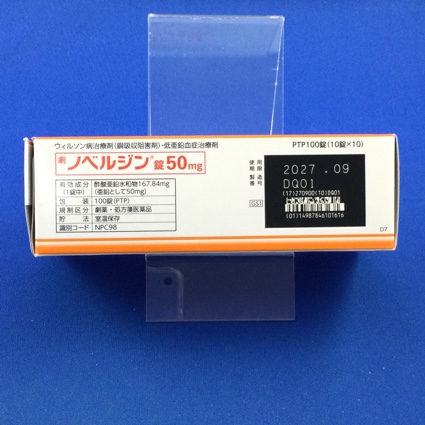 ウィルソン病治療剤(銅吸収阻害剤)・低亜鉛血症治療剤
PTP100錠(10錠×10)
劇 ノベルジン®錠50mg
有効成分(1錠中) 酢酸亜鉛水和物167.84mg(亜鉛として50mg)
包装 100錠(PTP)
規制区分 劇薬・処方箋医薬品
貯法 室温保存
識別コード NPC98
使用期限 2027.09
製造番号 DQ01
(17)270900(10)DQ01
GS1
(01)14987846101616
D7